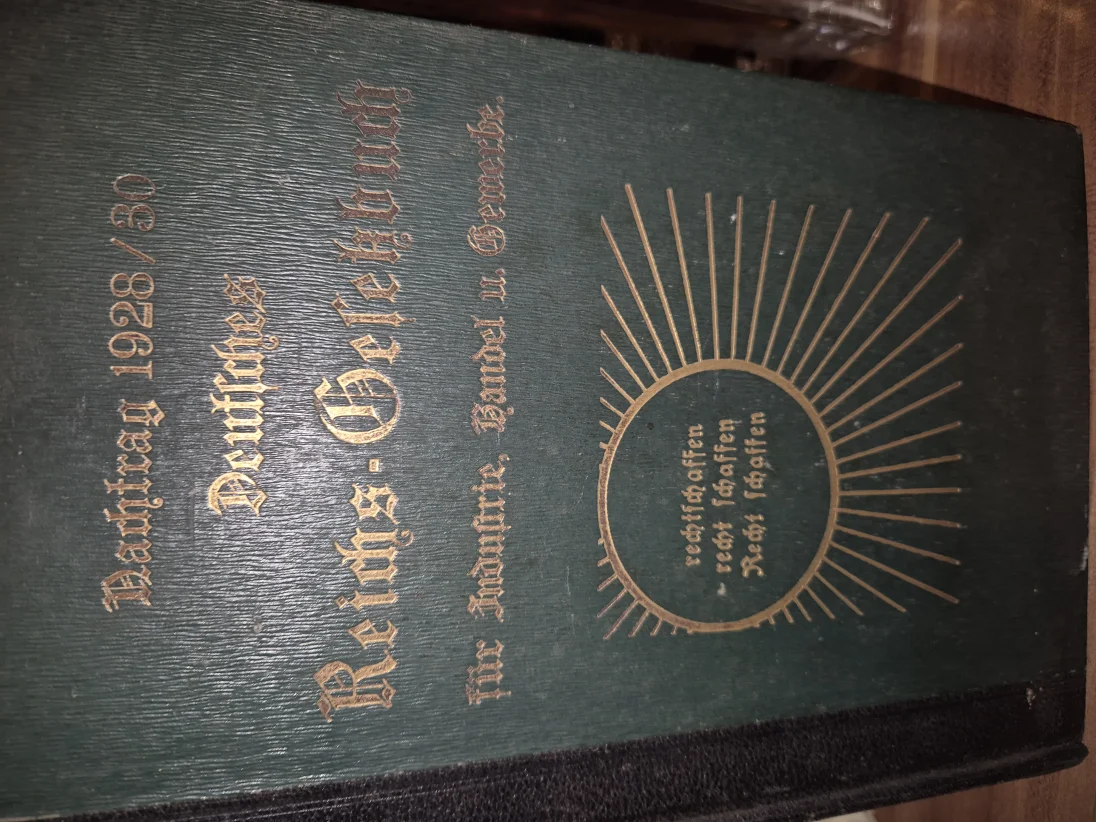 Nachtrag 1928/30
Deutsches
Reichs-Gesetzbuch
für Industrie, Handel u. Gewerbe.
rechtschaffen
- recht schaffen
Recht schaffen